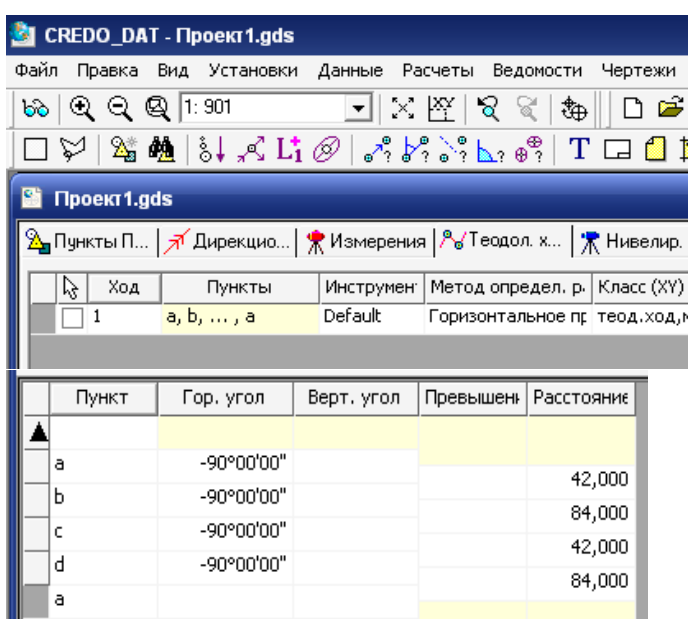 CREDO_DAT - Проект1.gds
Файл Правка Вид Установки Данные Расчеты Ведомости Чертежи
1: 901
Проект1.gds
Пункты П... Дирекцио... Измерения Теодол. х... Нивелир.
Ход Пункты Инструмен Метод определ. р. Класс (XY)
1 a, b, ... , a Default Горизонтальное пр теод.ход,м
Пункт Гор. угол Верт. угол Превышен Расстояние
a -90°00'00"
42,000
b -90°00'00"
84,000
c -90°00'00"
42,000
d -90°00'00"
84,000
a